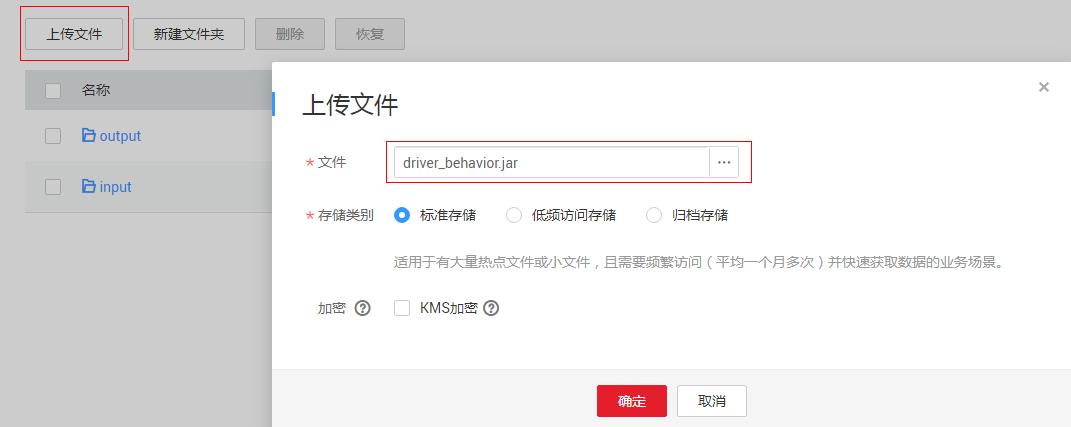 上传文件 新建文件夹 删除 恢复
名称
output
input
上传文件
* 文件 driver_behavior.jar ...
* 存储类别 标准存储 低频访问存储 归档存储
适用于有大量热点文件或小文件，且需要频繁访问（平均一个月多次）并快速获取数据的业务场景。
加密 ? KMS加密 ?
确定 取消